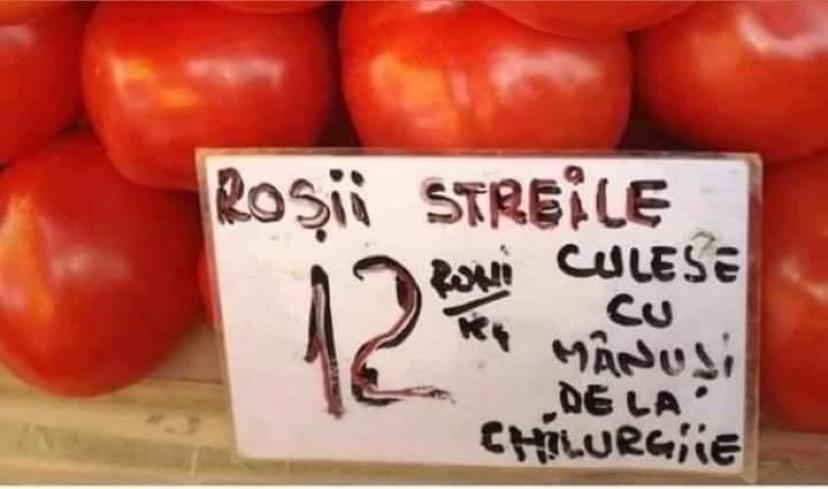 ROȘii STREiLE
12 RONI/KG
CULESE
CU
MÂNUȘi
DE LA
CHiLURGiiE